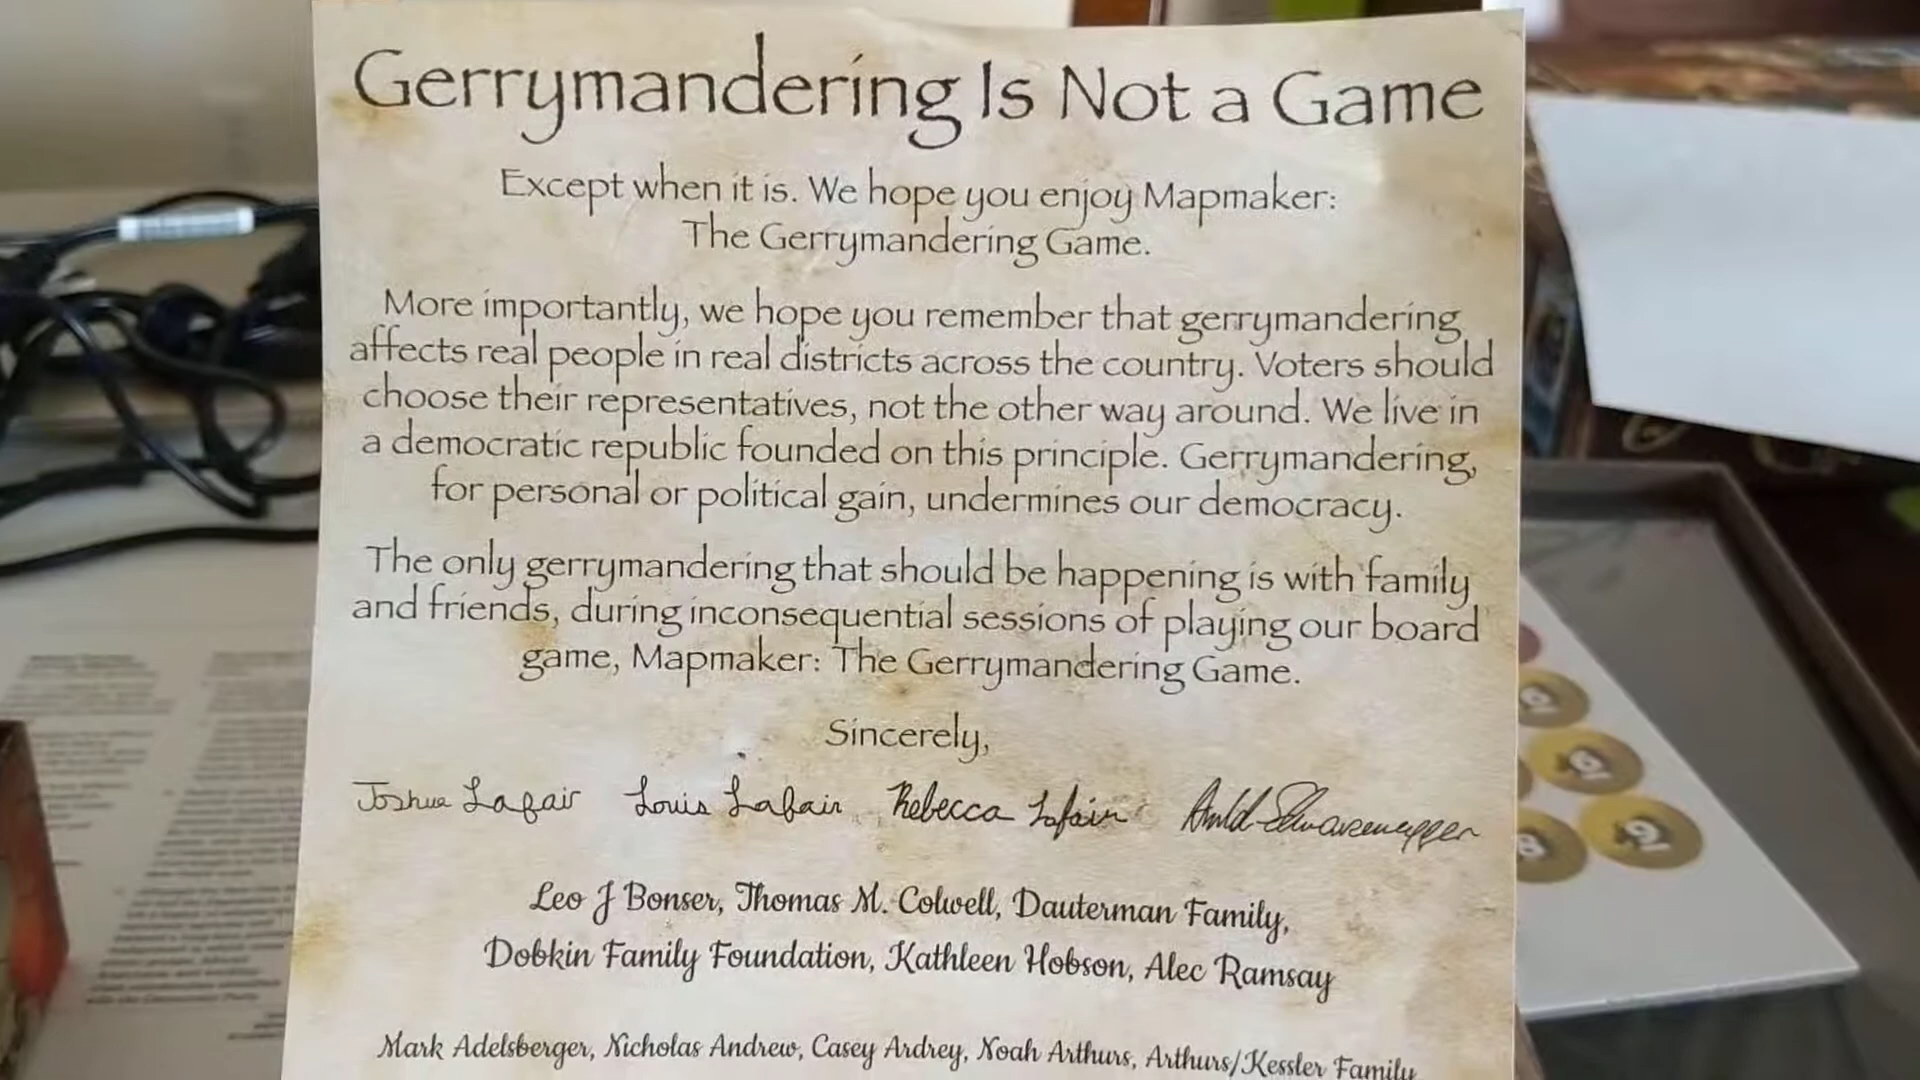 Gerrymandering Is Not a Game
Except when it is. We hope you enjoy Mapmaker:
The Gerrymandering Game.
More importantly, we hope you remember that gerrymandering
affects real people in real districts across the country. Voters should
choose their representatives, not the other way around. We live in
a democratic republic founded on this principle. Gerrymandering,
for personal or political gain, undermines our democracy.
The only gerrymandering that should be happening is with family
and friends, during inconsequential sessions of playing our board
game, Mapmaker: The Gerrymandering Game.
Sincerely,
Joshua Lafair Louis Lafair Rebecca Lafair Arnold Schwarzenegger
Leo J Bonser, Thomas M. Colwell, Dauterman Family,
Dobkin Family Foundation, Kathleen Hobson, Alec Ramsay
Mark Adelsberger, Nicholas Andrew, Casey Ardrey, Noah Arthurs, Arthurs/Kessler Family